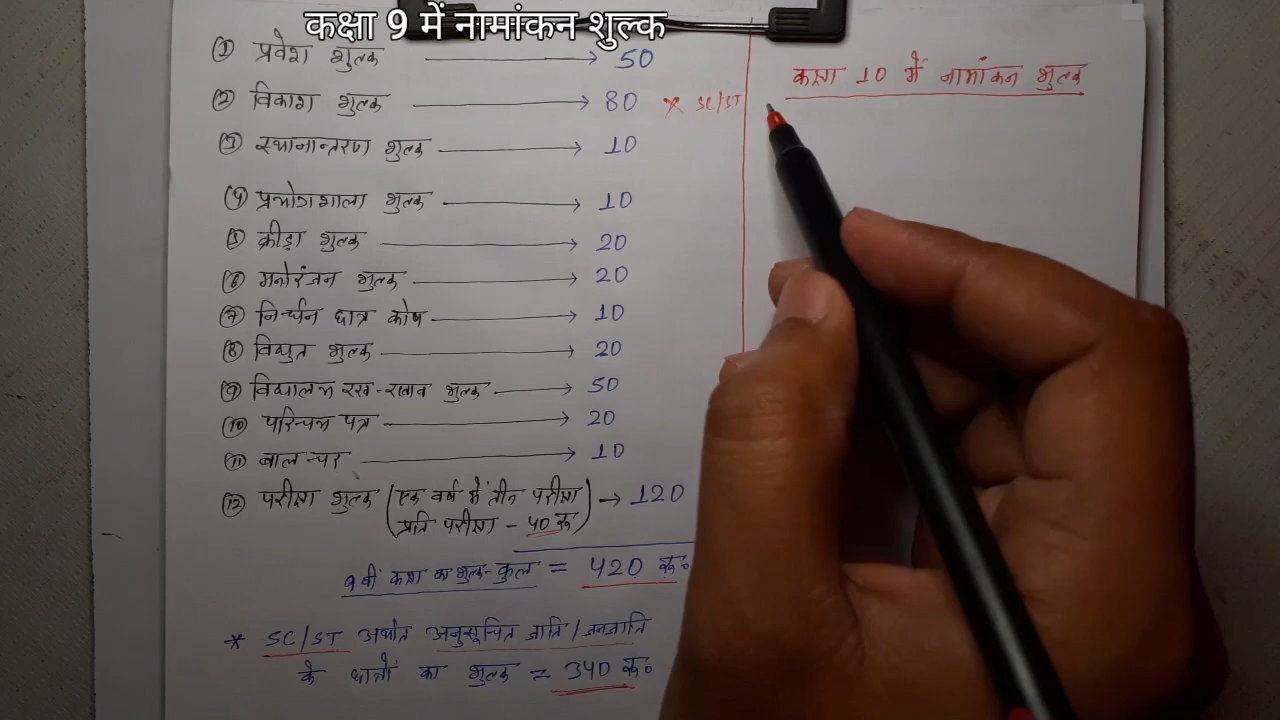 कक्षा 9 में नामांकन शुल्क
① प्रवेश शुल्क → 50
② विकाश शुल्क → 80 * SC/ST
③ स्थानान्तरण शुल्क → 10
④ प्रयोगशाला शुल्क → 10
⑤ क्रीड़ा शुल्क → 20
⑥ मनोरंजन शुल्क → 20
⑦ निर्धन छात्र कोष → 10
⑧ विद्युत शुल्क → 20
⑨ विद्यालय रख-रखाव शुल्क → 50
⑩ परिचय पत्र → 20
⑪ बाल चर → 10
⑫ परीक्षा शुल्क (एक वर्ष में तीन परीक्षा → 120
प्रति परीक्षा - 40 रू)
9 वीं कक्षा का शुल्क-कुल = 420 रू॰
* SC/ST अर्थात अनुसूचित जाति/जनजाति
के छात्रों का शुल्क = 340 रू॰
कक्षा 10 में नामांकन शुल्क